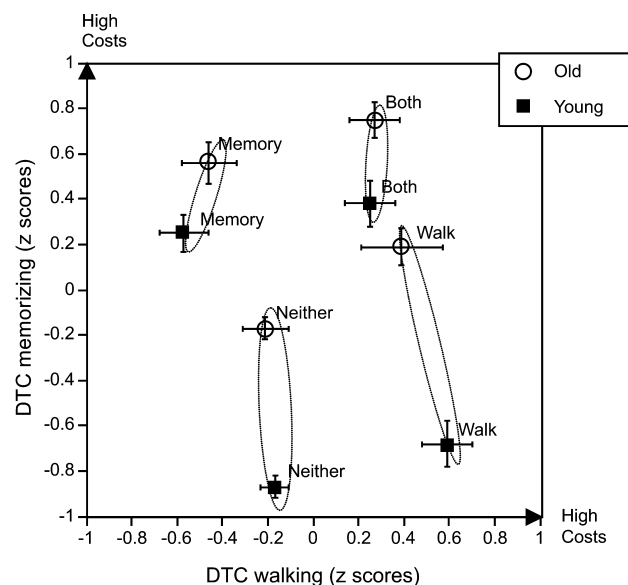 High
Costs
1
0.8
0.6
0.4
0.2
0
-0.2
-0.4
-0.6
-0.8
-1
DTC memorizing (z scores)
Old
Young
Both
Memory
Both
Memory
Walk
Neither
Walk
Neither
-1
-0.8
-0.6
-0.4
-0.2
0
0.2
0.4
0.6
0.8
1
High
Costs
DTC walking (z scores)